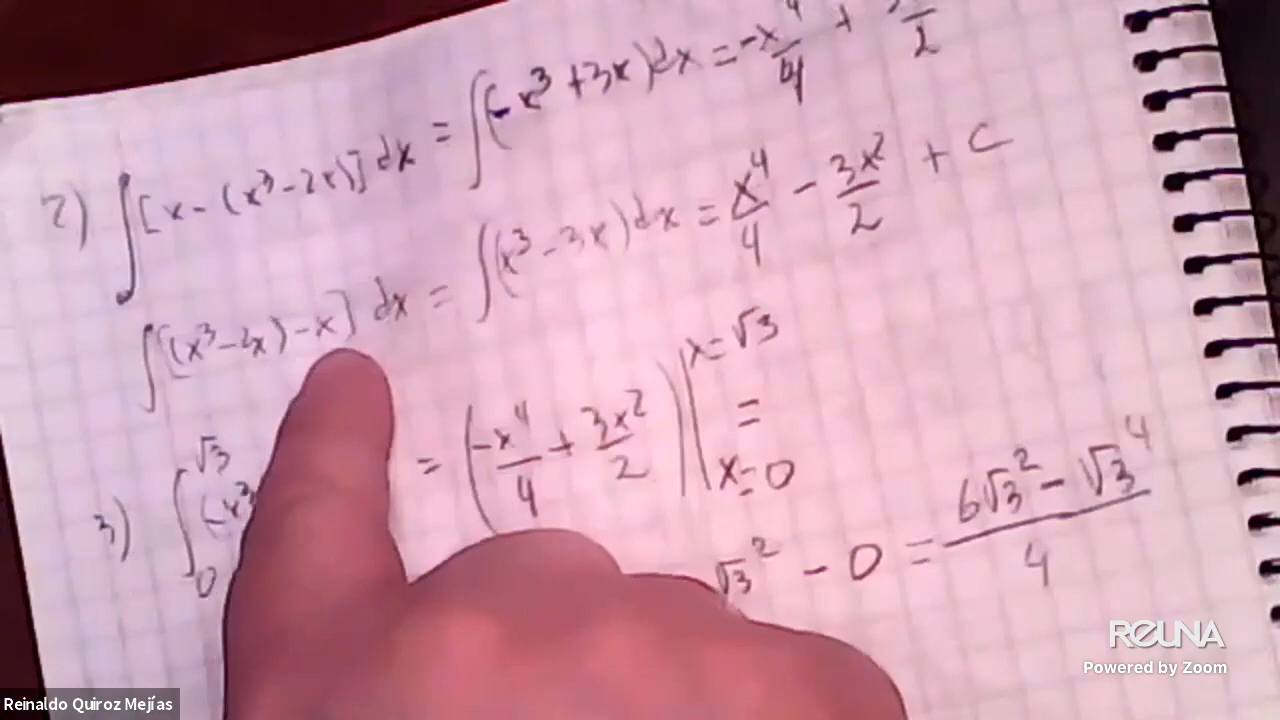 2) ∫[x-(x³-2x)]dx = ∫(-x³+3x)dx = -x⁴/4 +
∫[(x³-2x)-x] dx = ∫(x³-3x)dx = x⁴/4 - 3x²/2 + C
3) ∫₀^√3 (-x³ = (-x⁴/4 + 3x²/2) | x=√3
=
x=0
√3² - 0 = (6√3² - √3⁴)/4
REUNA
Powered by Zoom
Reinaldo Quiroz Mejías